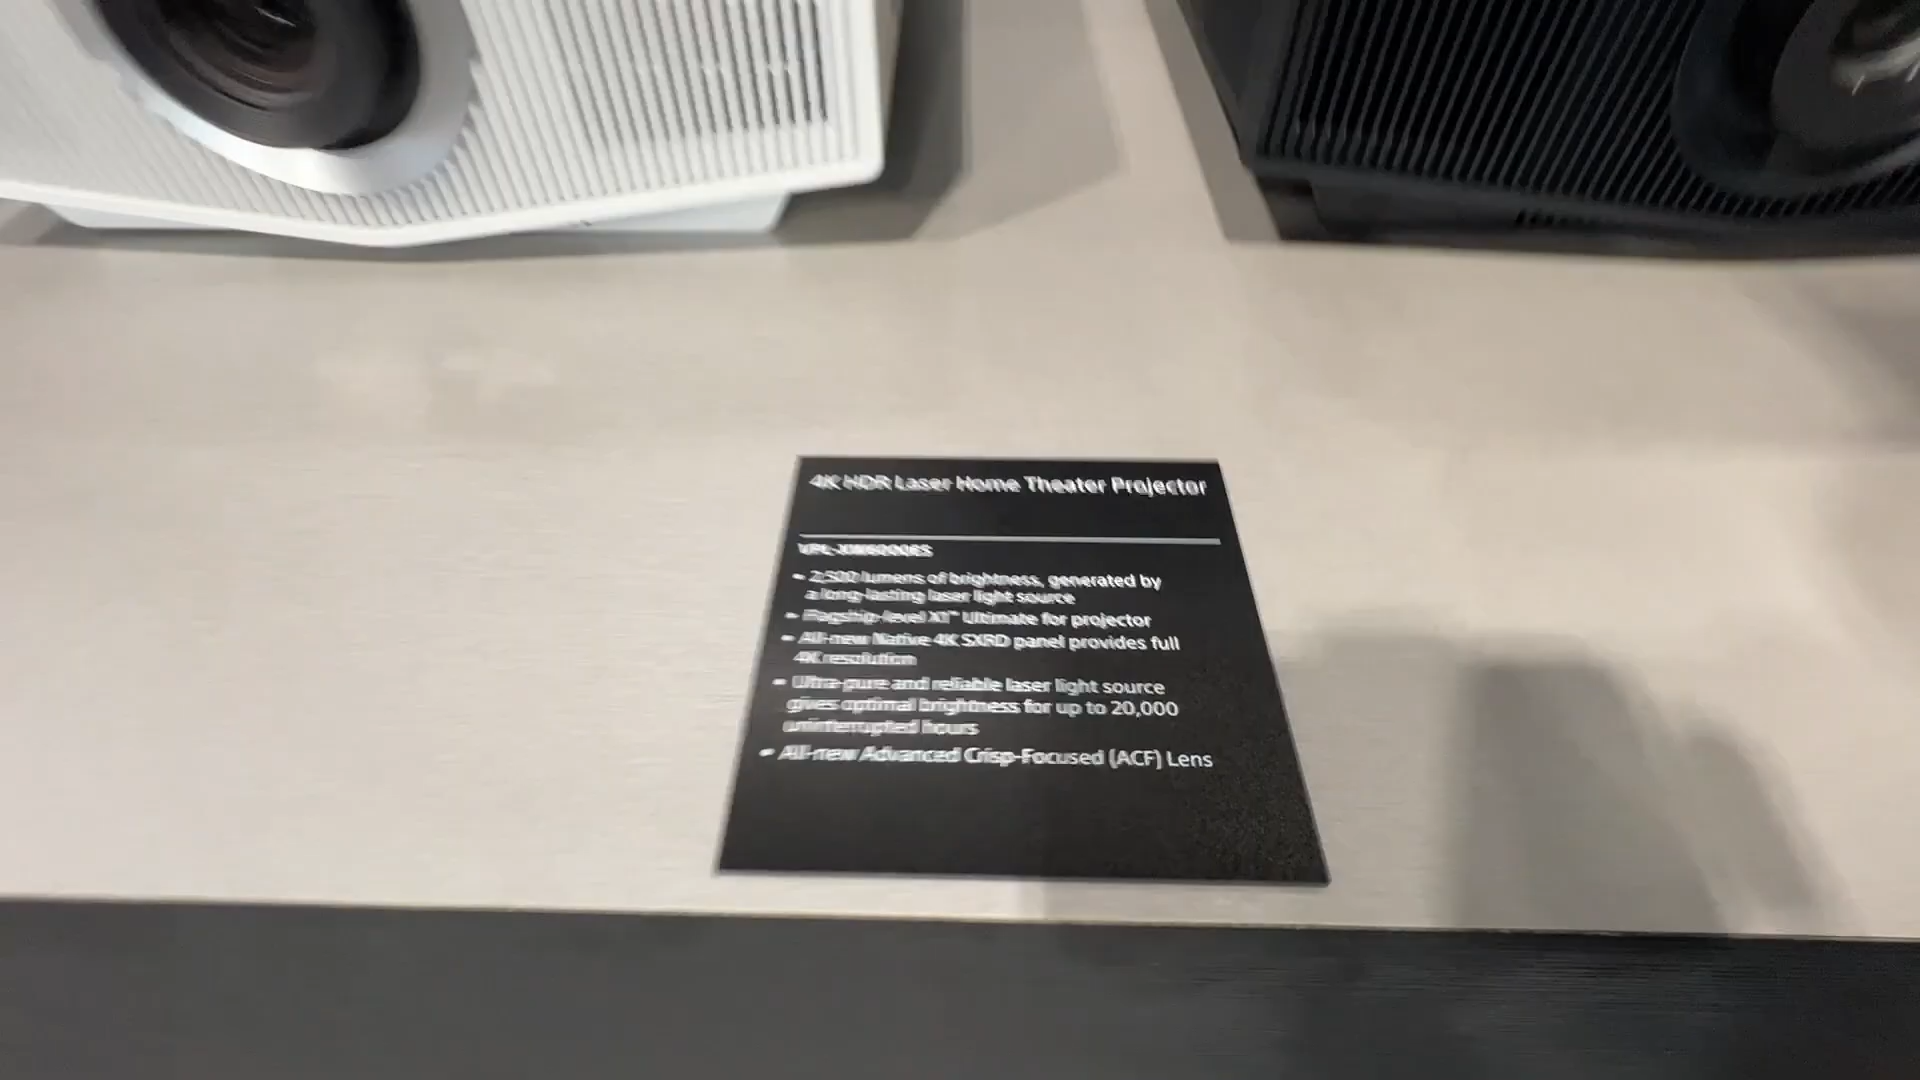 4K HDR Laser Home Theater Projector
VPL-XW6000ES
• 2,500 lumens of brightness, generated by
a long-lasting laser light source
• Flagship-level X1™ Ultimate for projector
• All-new Native 4K SXRD panel provides full
4K resolution
• Ultra-pure and reliable laser light source
gives optimal brightness for up to 20,000
uninterrupted hours
• All-new Advanced Crisp-Focused (ACF) Lens